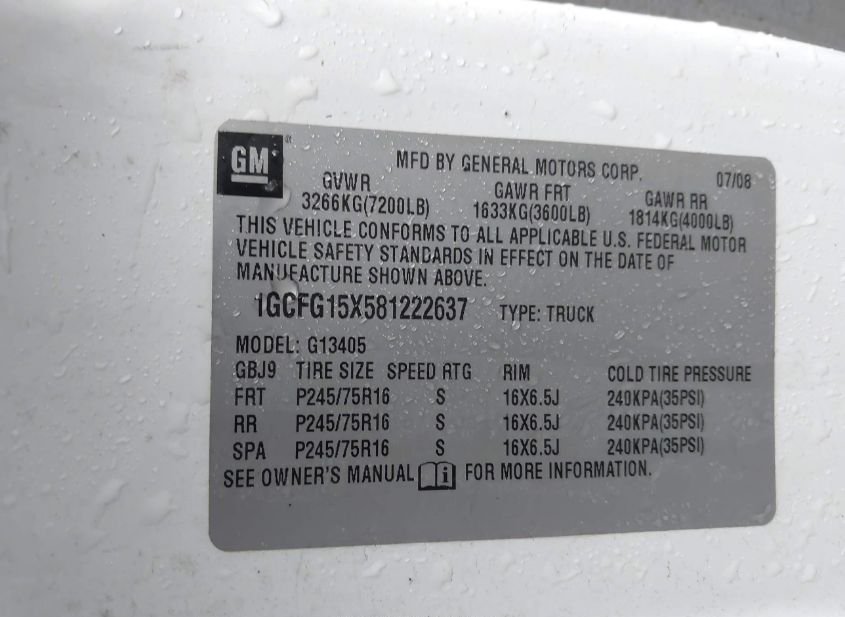 GM ®
MFD BY GENERAL MOTORS CORP. 07/08
GVWR GAWR FRT GAWR RR
3266KG(7200LB) 1633KG(3600LB) 1814KG(4000LB)
THIS VEHICLE CONFORMS TO ALL APPLICABLE U.S. FEDERAL MOTOR
VEHICLE SAFETY STANDARDS IN EFFECT ON THE DATE OF
MANUFACTURE SHOWN ABOVE.
1GCFG15X581222637 TYPE: TRUCK
MODEL: G13405
GBJ9 TIRE SIZE SPEED RTG RIM COLD TIRE PRESSURE
FRT P245/75R16 S 16X6.5J 240KPA(35PSI)
RR P245/75R16 S 16X6.5J 240KPA(35PSI)
SPA P245/75R16 S 16X6.5J 240KPA(35PSI)
SEE OWNER'S MANUAL i FOR MORE INFORMATION.